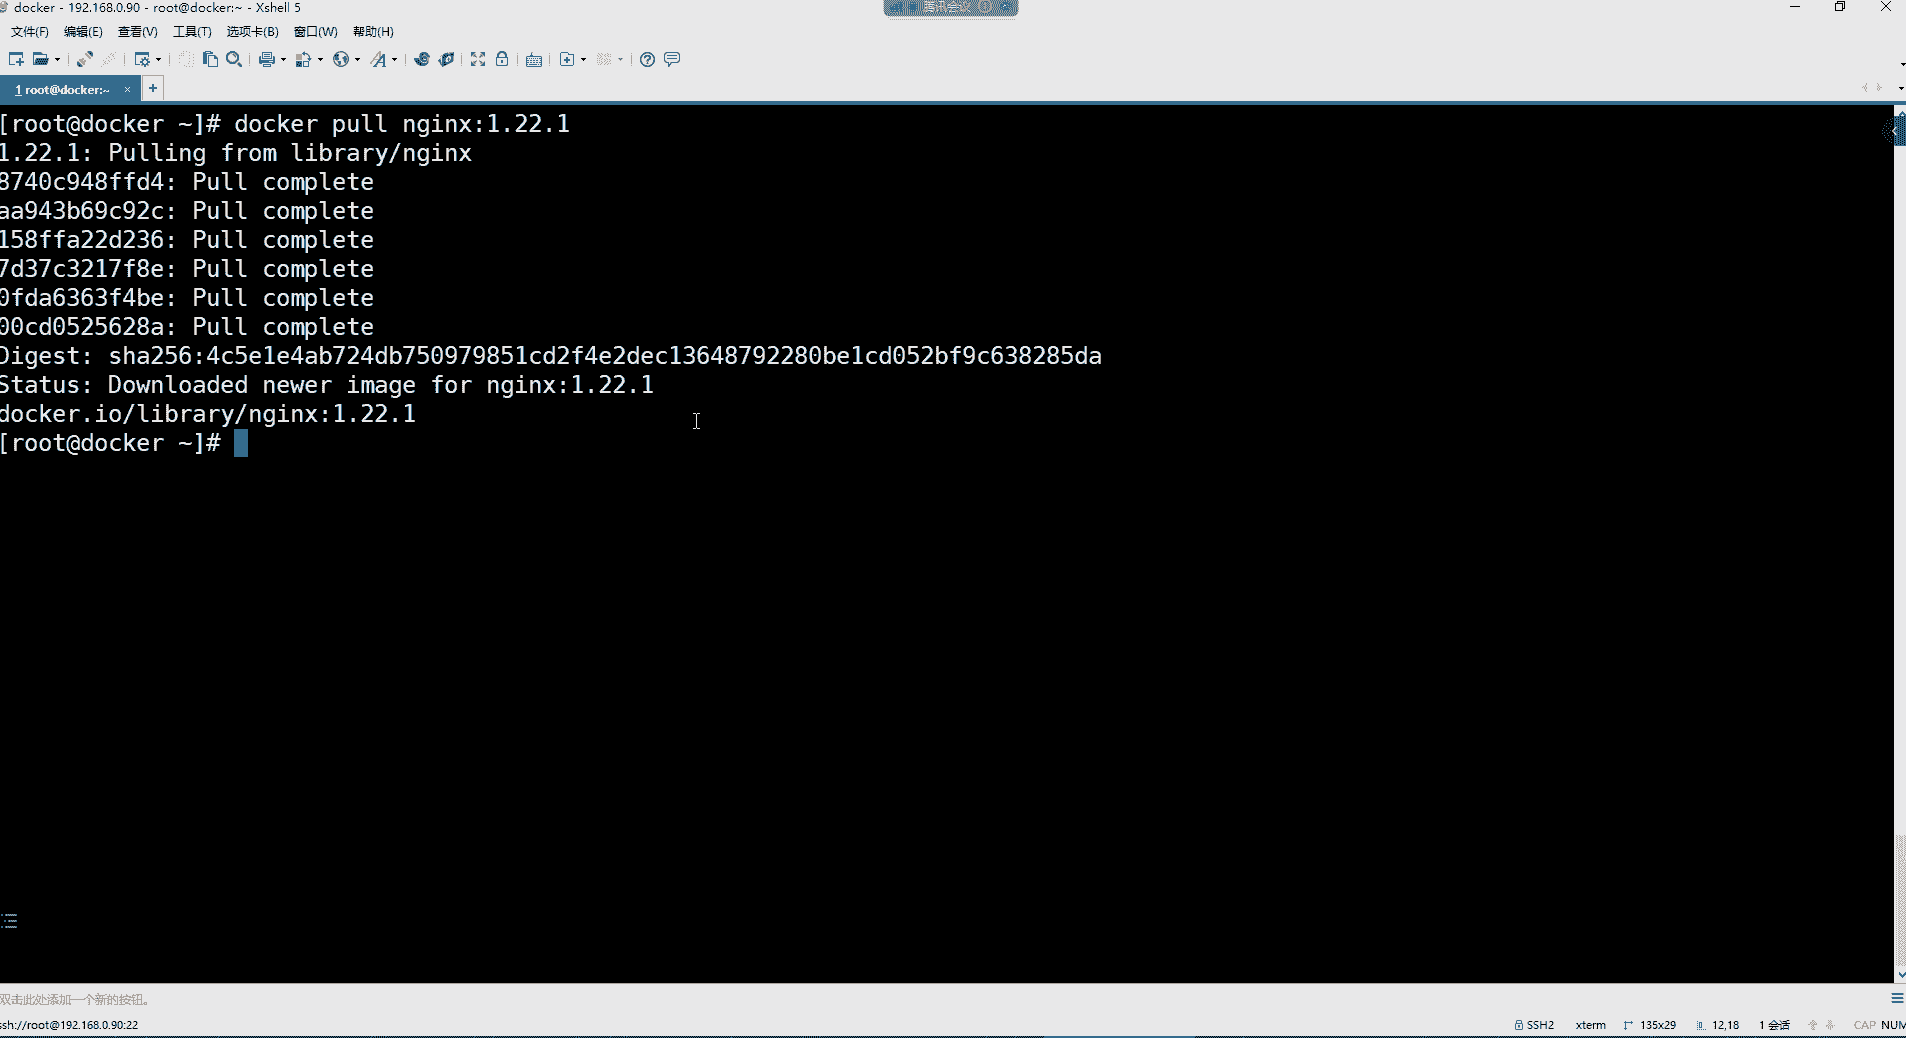 docker - 192.168.0.90 - root@docker:~ - Xshell 5
腾讯会议
文件(F) 编辑(E) 查看(V) 工具(T) 选项卡(B) 窗口(W) 帮助(H)
1 root@docker:~ × +
[root@docker ~]# docker pull nginx:1.22.1
1.22.1: Pulling from library/nginx
8740c948ffd4: Pull complete
aa943b69c92c: Pull complete
158ffa22d236: Pull complete
7d37c3217f8e: Pull complete
0fda6363f4be: Pull complete
00cd0525628a: Pull complete
Digest: sha256:4c5e1e4ab724db750979851cd2f4e2dec13648792280be1cd052bf9c638285da
Status: Downloaded newer image for nginx:1.22.1
docker.io/library/nginx:1.22.1
[root@docker ~]#
双击此处添加一个新的按钮。
ssh://root@192.168.0.90:22 SSH2 xterm 135x29 12,18 1 会话 CAP NUM